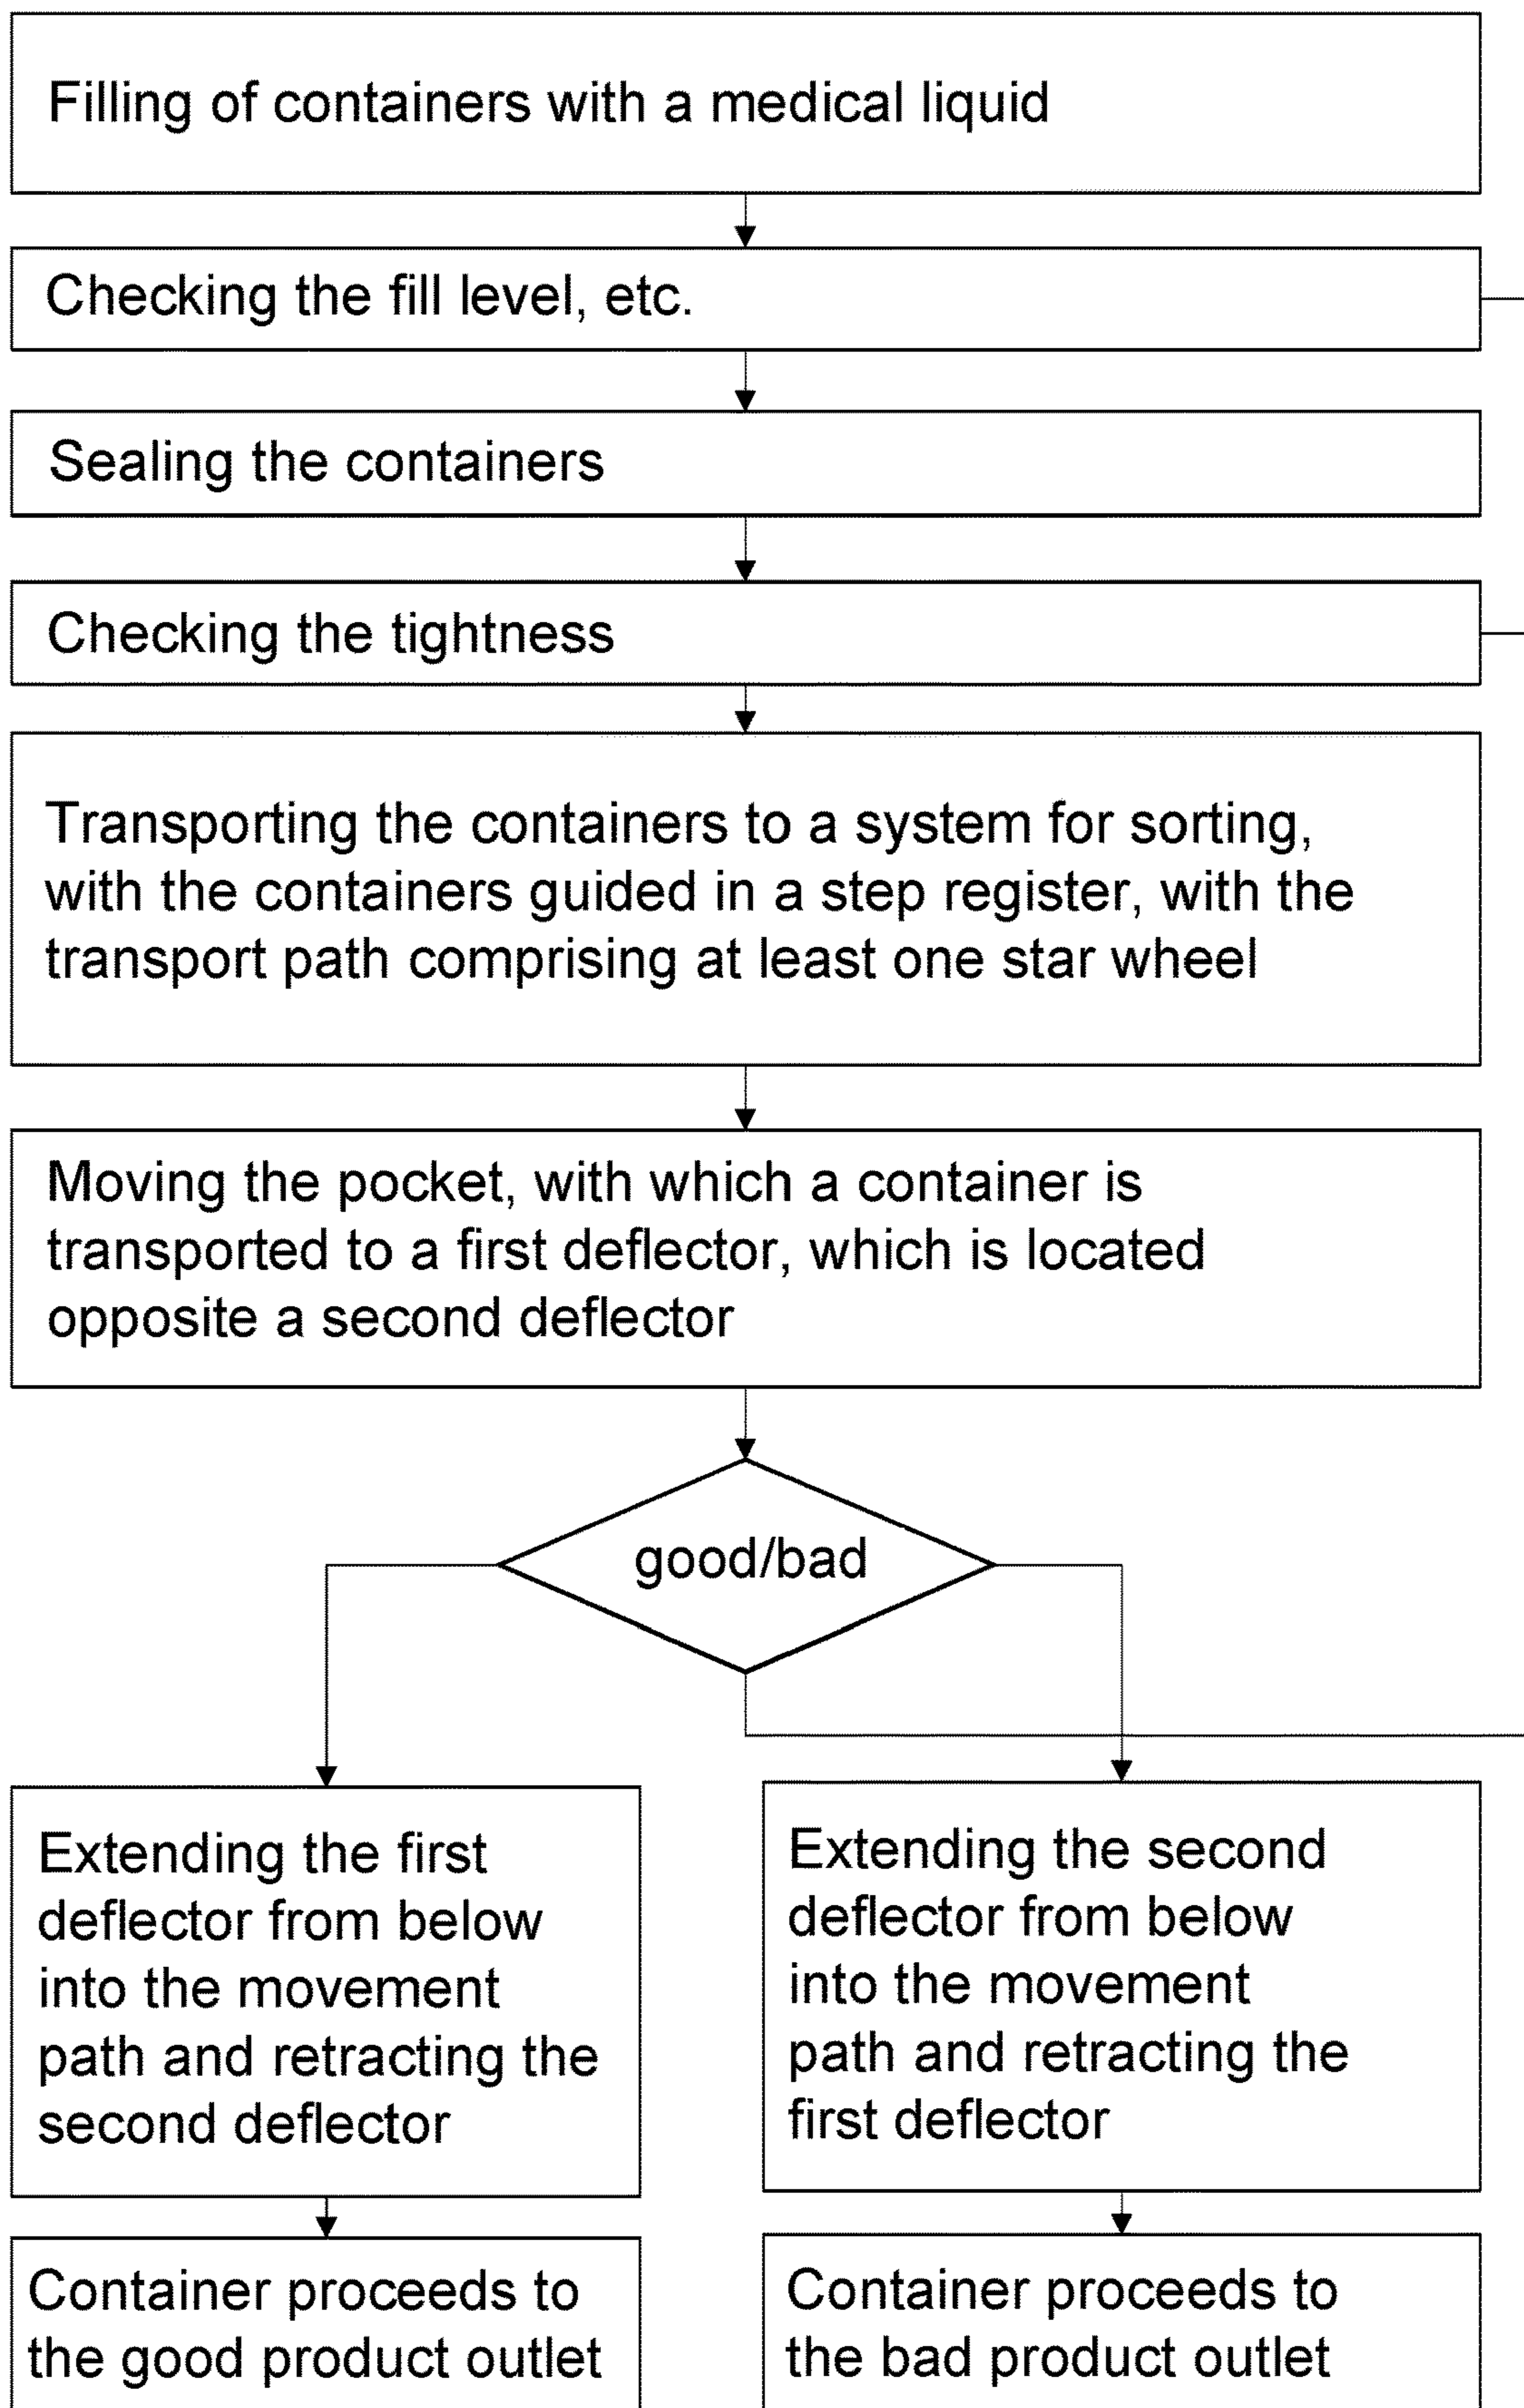 Filling of containers with a medical liquid
Checking the fill level, etc.
Sealing the containers
Checking the tightness
Transporting the containers to a system for sorting,
with the containers guided in a step register, with the
transport path comprising at least one star wheel
Moving the pocket, with which a container is
transported to a first deflector, which is located
opposite a second deflector
good/bad
Extending the first
deflector from below
into the movement
path and retracting the
second deflector
Extending the second
deflector from below
into the movement
path and retracting the
first deflector
Container proceeds to
the good product outlet
Container proceeds to
the bad product outlet